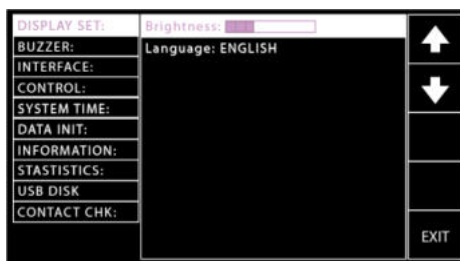 DISPLAY SET:
Brightness:
BUZZER:
Language: ENGLISH
INTERFACE:
CONTROL:
SYSTEM TIME:
DATA INIT:
INFORMATION:
STASTISTICS:
USB DISK
CONTACT CHK:
EXIT